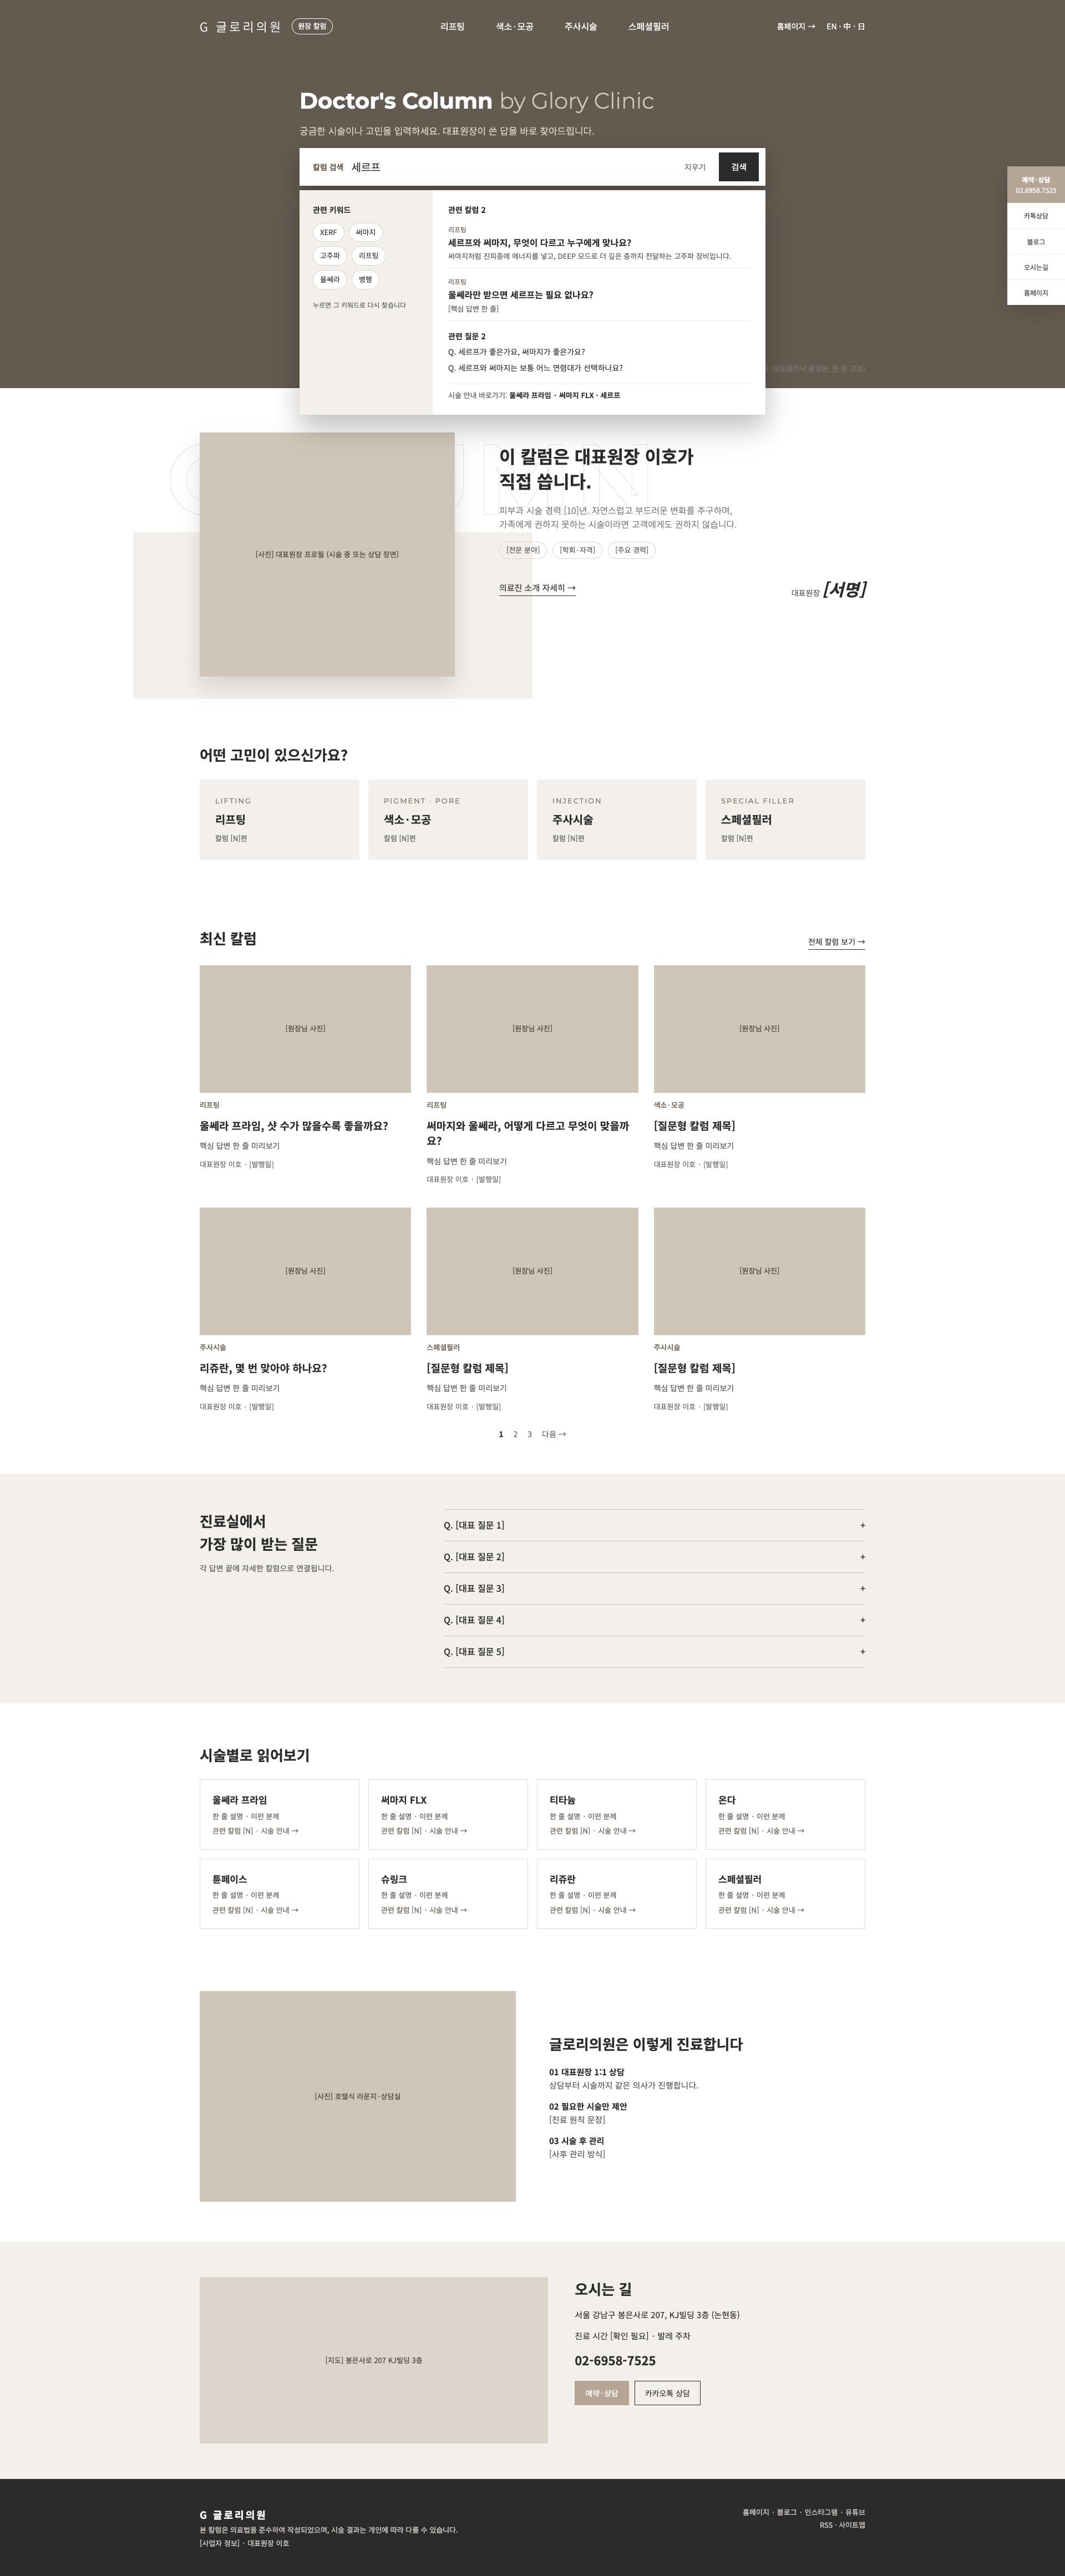 G 글로리의원 원장 칼럼 리프팅 색소·모공 주사시술 스페셜필러 홈페이지 → EN · 中 · 日
Doctor's Column by Glory Clinic
궁금한 시술이나 고민을 입력하세요. 대표원장이 쓴 답을 바로 찾아드립니다.
칼럼 검색 세르프 지우기 검색
예약·상담
02.6958.7525
카톡상담
블로그
오시는길
홈페이지
관련 키워드
XERF 써마지
고주파 리프팅
울쎄라 병행
누르면 그 키워드로 다시 찾습니다
관련 칼럼 2
리프팅
세르프와 써마지, 무엇이 다르고 누구에게 맞나요?
써마지처럼 진피층에 에너지를 넣고, DEEP 모드로 더 깊은 층까지 전달하는 고주파 장비입니다.
리프팅
울쎄라만 받으면 세르프는 필요 없나요?
[핵심 답변 한 줄]
관련 질문 2
Q. 세르프가 좋은가요, 써마지가 좋은가요?
Q. 세르프와 써마지는 보통 어느 연령대가 선택하나요?
시술 안내 바로가기: 울쎄라 프라임 · 써마지 FLX · 세르프
[포토클리닉 촬영본, 한 장 고정]
이 칼럼은 대표원장 이호가
직접 씁니다.
피부과 시술 경력 [10]년. 자연스럽고 부드러운 변화를 추구하며,
가족에게 권하지 못하는 시술이라면 고객에게도 권하지 않습니다.
[전문 분야] [학회·자격] [주요 경력]
의료진 소개 자세히 → 대표원장 [서명]
[사진] 대표원장 프로필 (시술 중 또는 상담 장면)
어떤 고민이 있으신가요?
LIFTING
리프팅
칼럼 [N]편
PIGMENT · PORE
색소·모공
칼럼 [N]편
INJECTION
주사시술
칼럼 [N]편
SPECIAL FILLER
스페셜필러
칼럼 [N]편
최신 칼럼 전체 칼럼 보기 →
[원장님 사진]
리프팅
울쎄라 프라임, 샷 수가 많을수록 좋을까요?
핵심 답변 한 줄 미리보기
대표원장 이호 · [발행일]
[원장님 사진]
리프팅
써마지와 울쎄라, 어떻게 다르고 무엇이 맞을까
요?
핵심 답변 한 줄 미리보기
대표원장 이호 · [발행일]
[원장님 사진]
색소·모공
[질문형 칼럼 제목]
핵심 답변 한 줄 미리보기
대표원장 이호 · [발행일]
[원장님 사진]
주사시술
리쥬란, 몇 번 맞아야 하나요?
핵심 답변 한 줄 미리보기
대표원장 이호 · [발행일]
[원장님 사진]
스페셜필러
[질문형 칼럼 제목]
핵심 답변 한 줄 미리보기
대표원장 이호 · [발행일]
[원장님 사진]
주사시술
[질문형 칼럼 제목]
핵심 답변 한 줄 미리보기
대표원장 이호 · [발행일]
1 2 3 다음 →
진료실에서
가장 많이 받는 질문
각 답변 끝에 자세한 칼럼으로 연결됩니다.
Q. [대표 질문 1] +
Q. [대표 질문 2] +
Q. [대표 질문 3] +
Q. [대표 질문 4] +
Q. [대표 질문 5] +
시술별로 읽어보기
울쎄라 프라임
한 줄 설명 · 이런 분께
관련 칼럼 [N] · 시술 안내 →
써마지 FLX
한 줄 설명 · 이런 분께
관련 칼럼 [N] · 시술 안내 →
티타늄
한 줄 설명 · 이런 분께
관련 칼럼 [N] · 시술 안내 →
온다
한 줄 설명 · 이런 분께
관련 칼럼 [N] · 시술 안내 →
튠페이스
한 줄 설명 · 이런 분께
관련 칼럼 [N] · 시술 안내 →
슈링크
한 줄 설명 · 이런 분께
관련 칼럼 [N] · 시술 안내 →
리쥬란
한 줄 설명 · 이런 분께
관련 칼럼 [N] · 시술 안내 →
스페셜필러
한 줄 설명 · 이런 분께
관련 칼럼 [N] · 시술 안내 →
[사진] 호텔식 라운지·상담실
글로리의원은 이렇게 진료합니다
01 대표원장 1:1 상담
상담부터 시술까지 같은 의사가 진행합니다.
02 필요한 시술만 제안
[진료 원칙 문장]
03 시술 후 관리
[사후 관리 방식]
[지도] 봉은사로 207 KJ빌딩 3층
오시는 길
서울 강남구 봉은사로 207, KJ빌딩 3층 (논현동)
진료 시간 [확인 필요] · 발레 주차
02-6958-7525
예약·상담 카카오톡 상담
G 글로리의원
본 칼럼은 의료법을 준수하여 작성되었으며, 시술 결과는 개인에 따라 다를 수 있습니다.
[사업자 정보] · 대표원장 이호
홈페이지 · 블로그 · 인스타그램 · 유튜브
RSS · 사이트맵